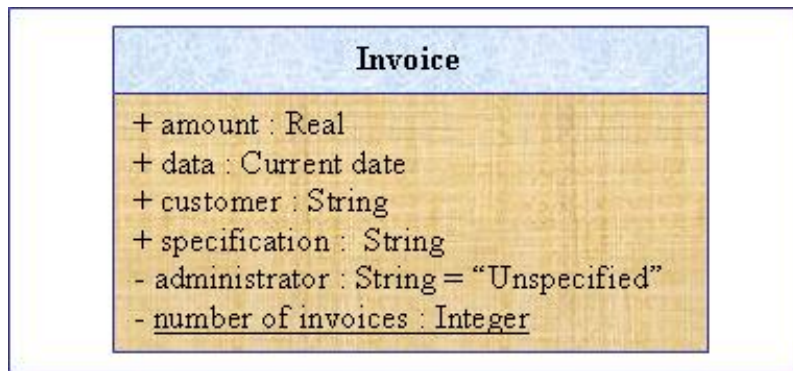 Invoice
+ amount : Real
+ data : Current date
+ customer : String
+ specification :  String
- administrator : String = “Unspecified”
- number of invoices : Integer